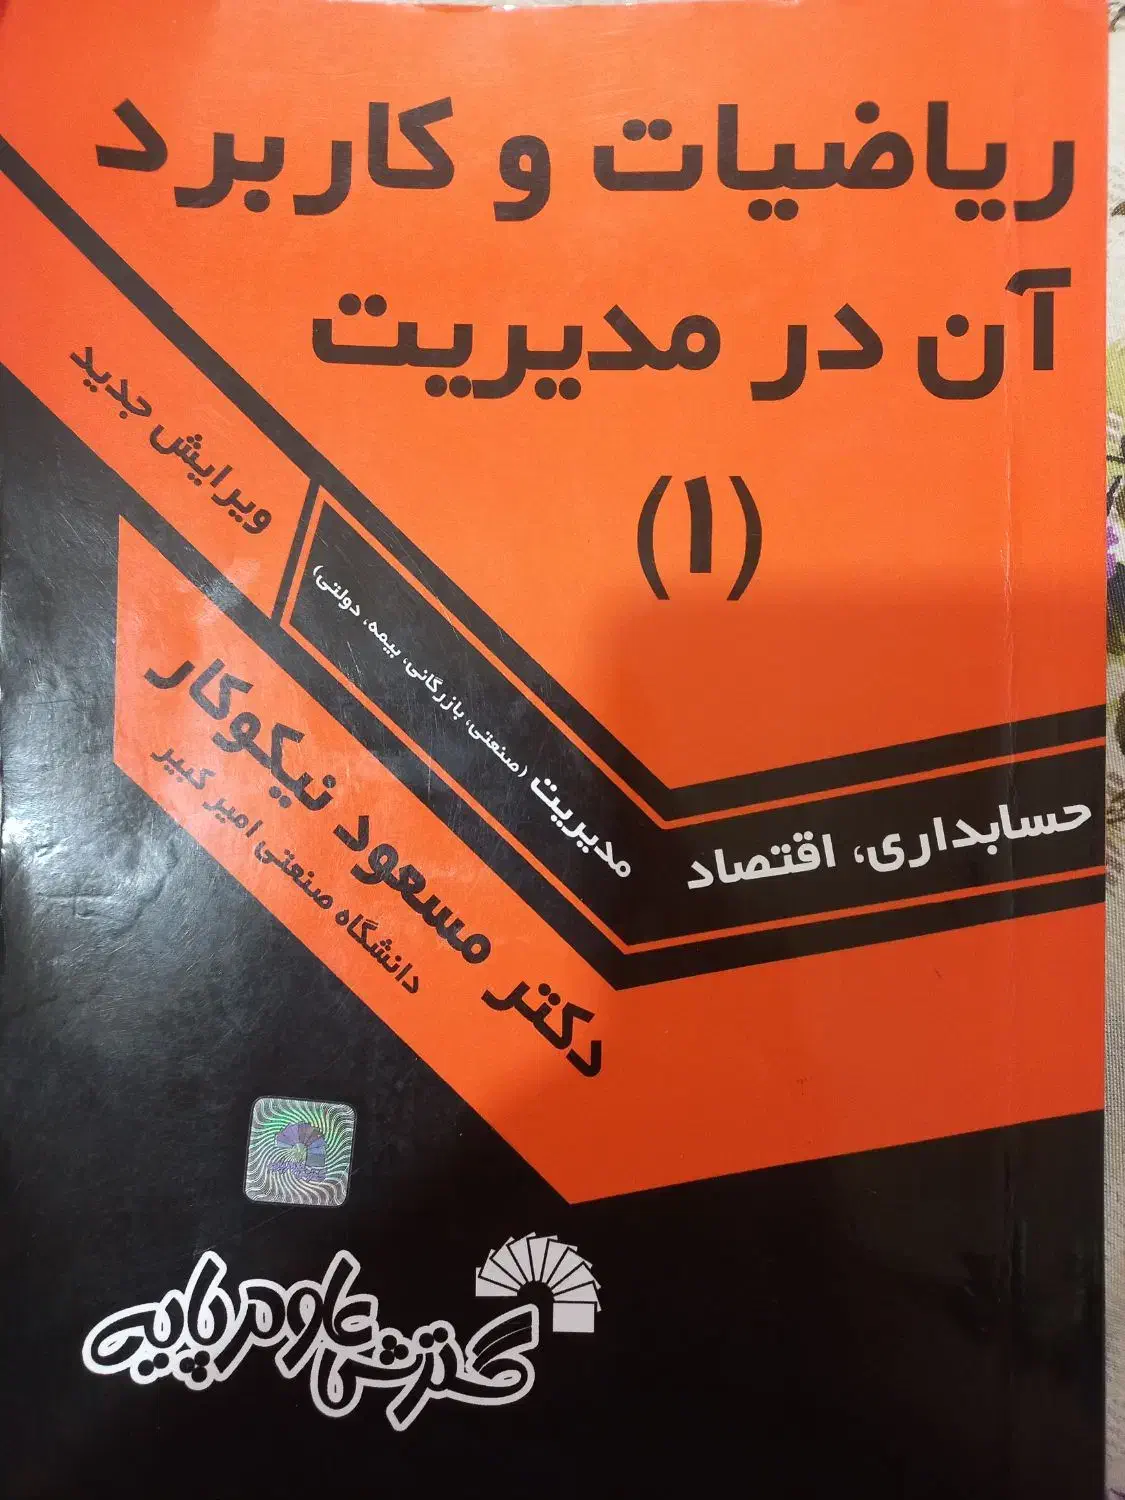 ریاضیات و کاربرد
آن در مدیریت
(۱)
ویرایش جدید
حسابداری، اقتصاد
مدیریت (صنعتی، بازرگانی، بیمه، دولتی)
دکتر مسعود نیکوکار
دانشگاه صنعتی امیر کبیر
گسترش علوم پایه